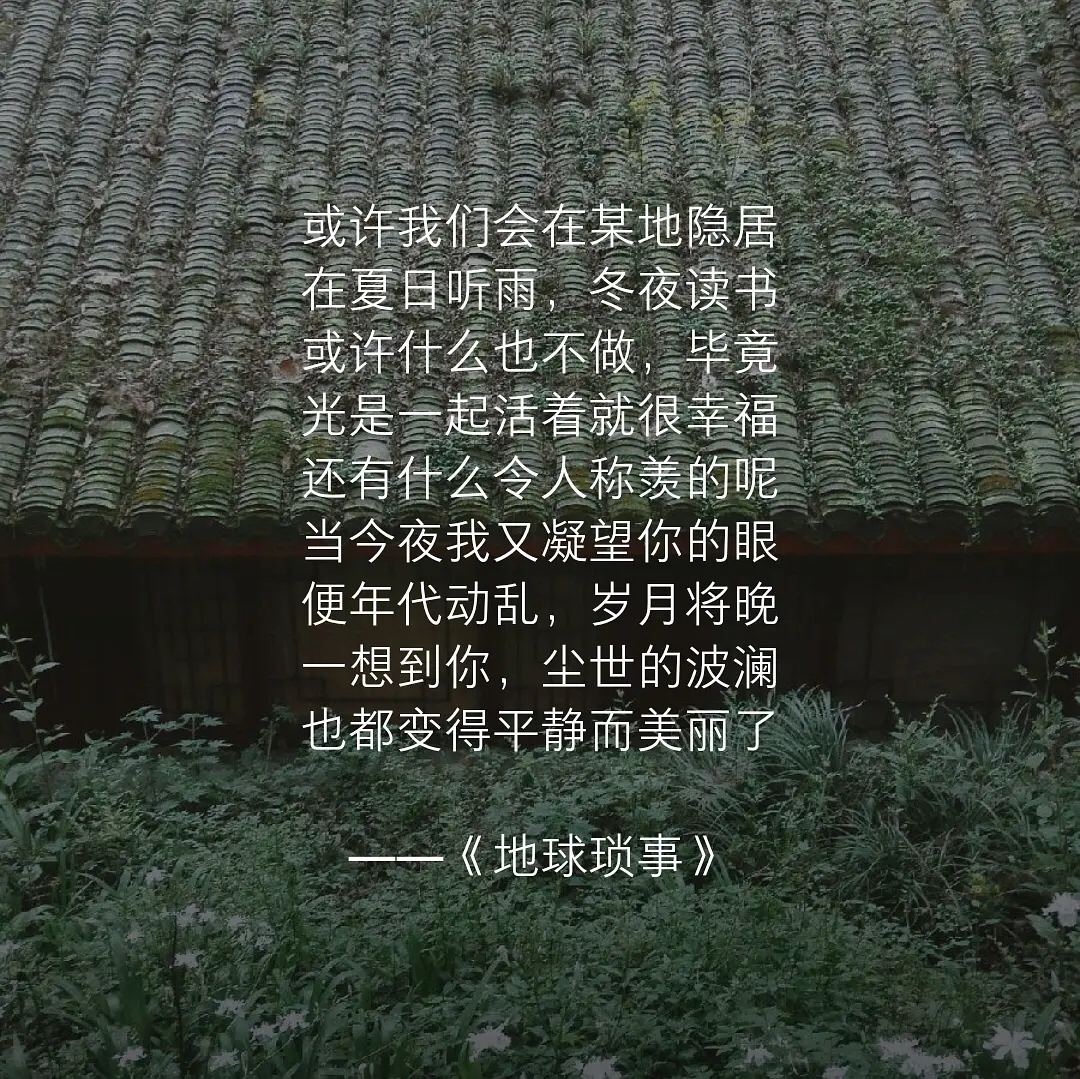 或许我们会在某地隐居
在夏日听雨，冬夜读书
或许什么也不做，毕竟
光是一起活着就很幸福
还有什么令人称羡的呢
当今夜我又凝望你的眼
便年代动乱，岁月将晚
一想到你，尘世的波澜
也都变得平静而美丽了
——《地球琐事》